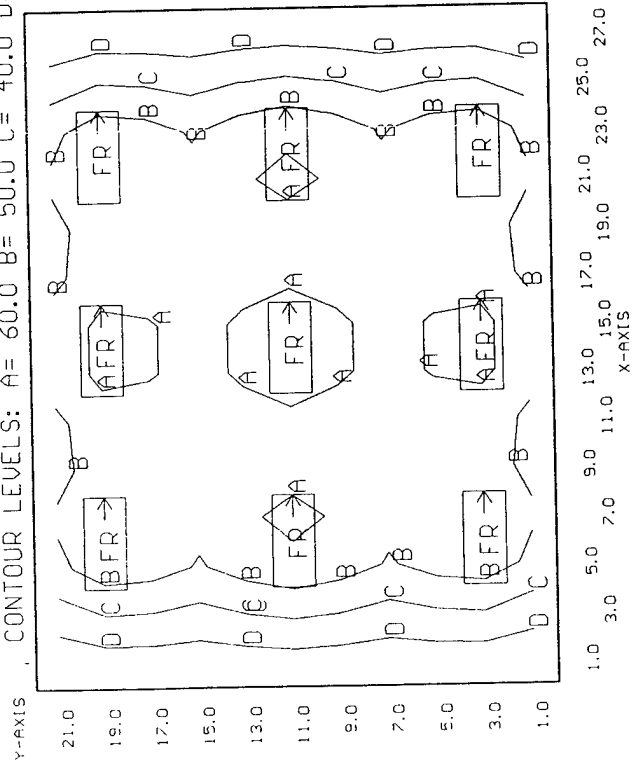 CONTOUR LEVELS: A= 60.0 B= 50.0 C= 40.0 D
Y-AXIS
21.0
19.0
17.0
15.0
13.0
11.0
9.0
7.0
5.0
3.0
1.0
D D D D
C C C
B B B
B B B B
FR A FR FR
B B
A A A
A FR FR A FR
A A A
B B
A
B FR FR B FR
B B B
C C C C
D D D D
1.0 3.0 5.0 7.0 9.0 11.0 13.0 15.0 17.0 19.0 21.0 23.0 25.0 27.0
X-AXIS